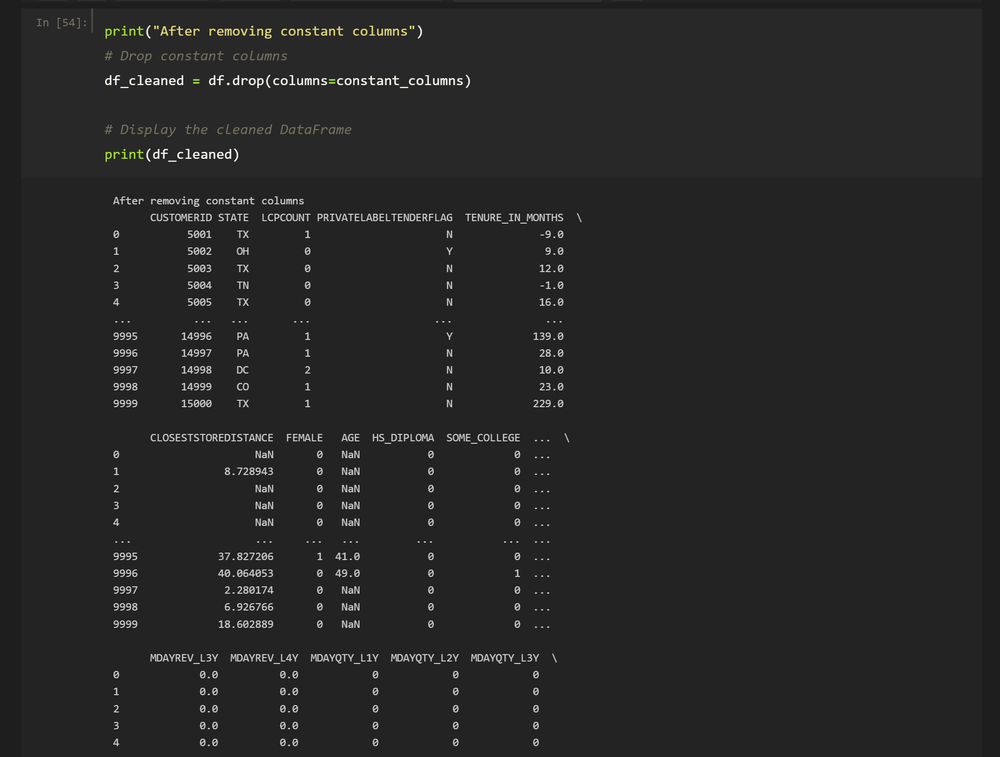 In [54]:
print("After removing constant columns")
# Drop constant columns
df_cleaned = df.drop(columns=constant_columns)
# Display the cleaned DataFrame
print(df_cleaned)
After removing constant columns
      CUSTOMERID STATE  LCPCOUNT PRIVATELABELTENDERFLAG  TENURE_IN_MONTHS  \
0           5001    TX         1                      N              -9.0
1           5002    OH         0                      Y               9.0
2           5003    TX         0                      N              12.0
3           5004    TN         0                      N              -1.0
4           5005    TX         0                      N              16.0
...          ...   ...       ...                    ...               ...
9995       14996    PA         1                      Y             139.0
9996       14997    PA         1                      N              28.0
9997       14998    DC         2                      N              10.0
9998       14999    CO         1                      N              23.0
9999       15000    TX         1                      N             229.0
      CLOSESTSTOREDISTANCE  FEMALE   AGE  HS_DIPLOMA  SOME_COLLEGE  ...  \
0                      NaN       0   NaN           0             0  ...
1                 8.728943       0   NaN           0             0  ...
2                      NaN       0   NaN           0             0  ...
3                      NaN       0   NaN           0             0  ...
4                      NaN       0   NaN           0             0  ...
...                    ...     ...   ...         ...           ...  ...
9995             37.827206       1  41.0           0             0  ...
9996             40.064053       0  49.0           0             1  ...
9997              2.280174       0   NaN           0             0  ...
9998              6.926766       0   NaN           0             0  ...
9999             18.602889       0   NaN           0             0  ...
      MDAYREV_L3Y  MDAYREV_L4Y  MDAYQTY_L1Y  MDAYQTY_L2Y  MDAYQTY_L3Y  \
0             0.0          0.0            0            0            0
1             0.0          0.0            0            0            0
2             0.0          0.0            0            0            0
3             0.0          0.0            0            0            0
4             0.0          0.0            0            0            0